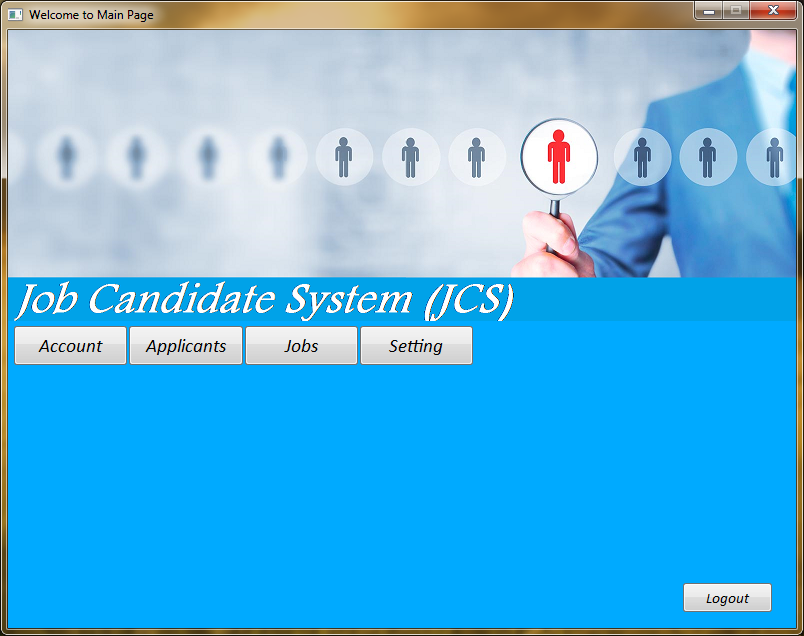 Welcome to Main Page
Job Candidate System (JCS)
Account Applicants Jobs Setting
Logout